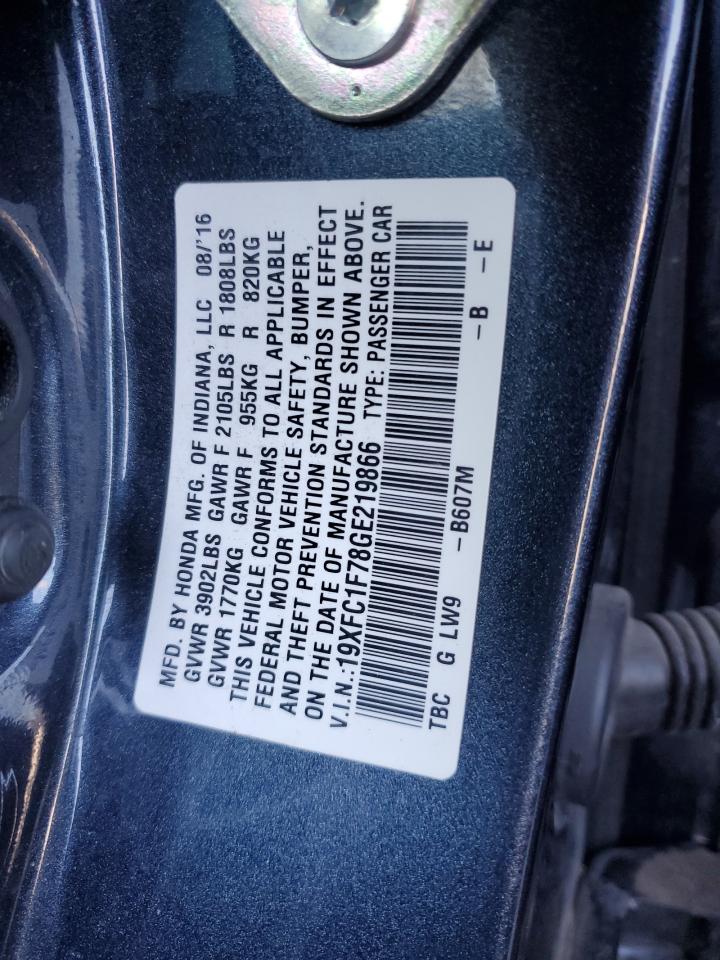 MFD. BY HONDA MFG. OF INDIANA, LLC 08/'16
GVWR 3902LBS GAWR F 2105LBS R 1808LBS
GVWR 1770KG GAWR F 955KG R 820KG
THIS VEHICLE CONFORMS TO ALL APPLICABLE
FEDERAL MOTOR VEHICLE SAFETY, BUMPER,
AND THEFT PREVENTION STANDARDS IN EFFECT
ON THE DATE OF MANUFACTURE SHOWN ABOVE.
V.I.N.:19XFC1F78GE219866 TYPE: PASSENGER CAR
TBC G LW9 -B607M -B -E